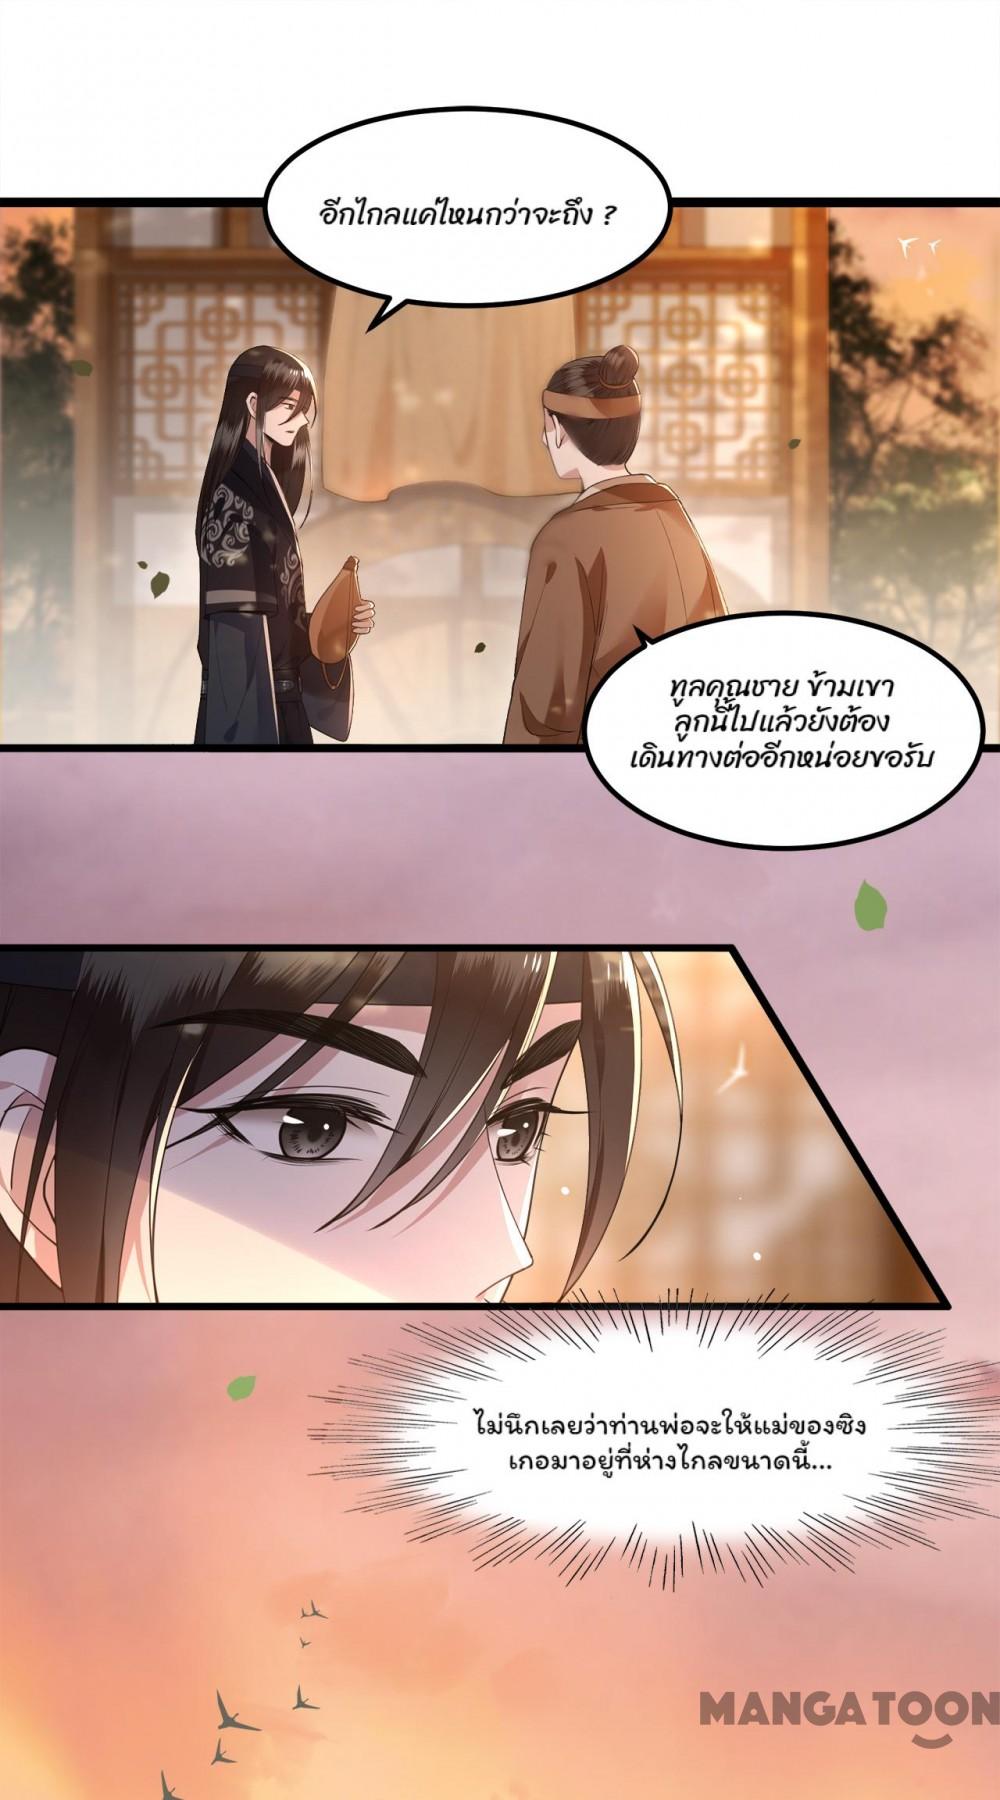 อีกไกลแค่ไหนกว่าจะถึง ?
ทูลคุณชาย ข้ามเขา
ลูกนี้ไปแล้วยังต้อง
เดินทางต่ออีกหน่อยขอรับ
ไม่นึกเลยว่าท่านพ่อจะให้แม่ของซิง
เกอมาอยู่ที่ห่างไกลขนาดนี้...
MANGATOON